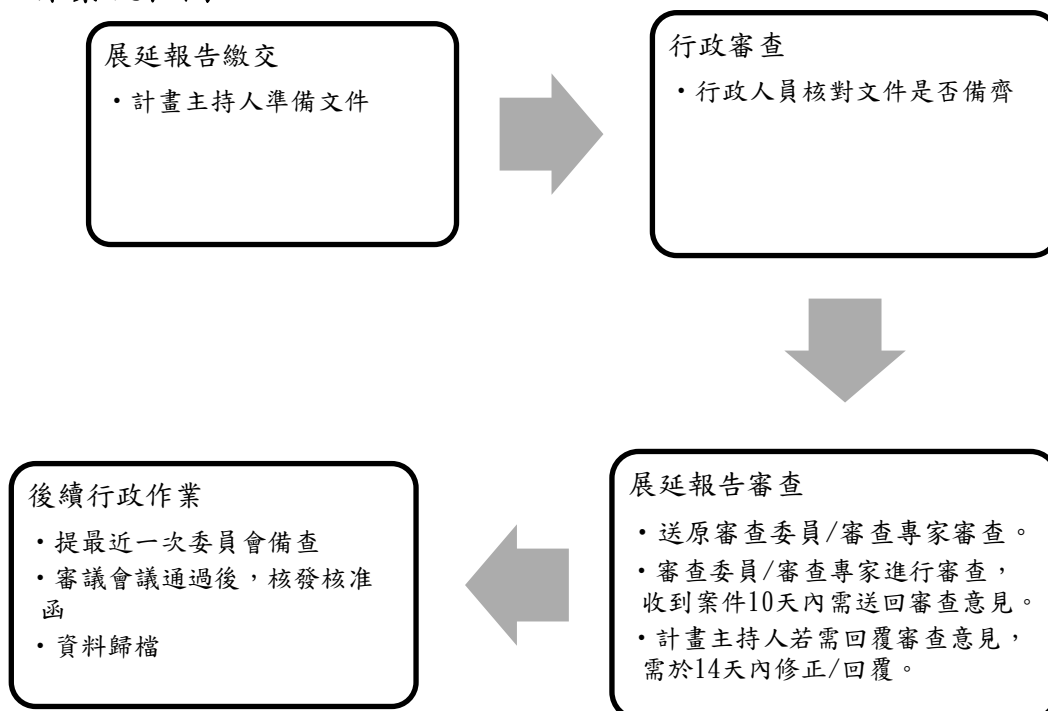 展延報告繳交
・計畫主持人準備文件
行政審查
・行政人員核對文件是否備齊
展延報告審查
・送原審查委員/審查專家審查。
・審查委員/審查專家進行審查，
收到案件10天內需送回審查意見。
・計畫主持人若需回覆審查意見，
需於14天內修正/回覆。
後續行政作業
・提最近一次委員會備查
・審議會議通過後，核發核准
函
・資料歸檔